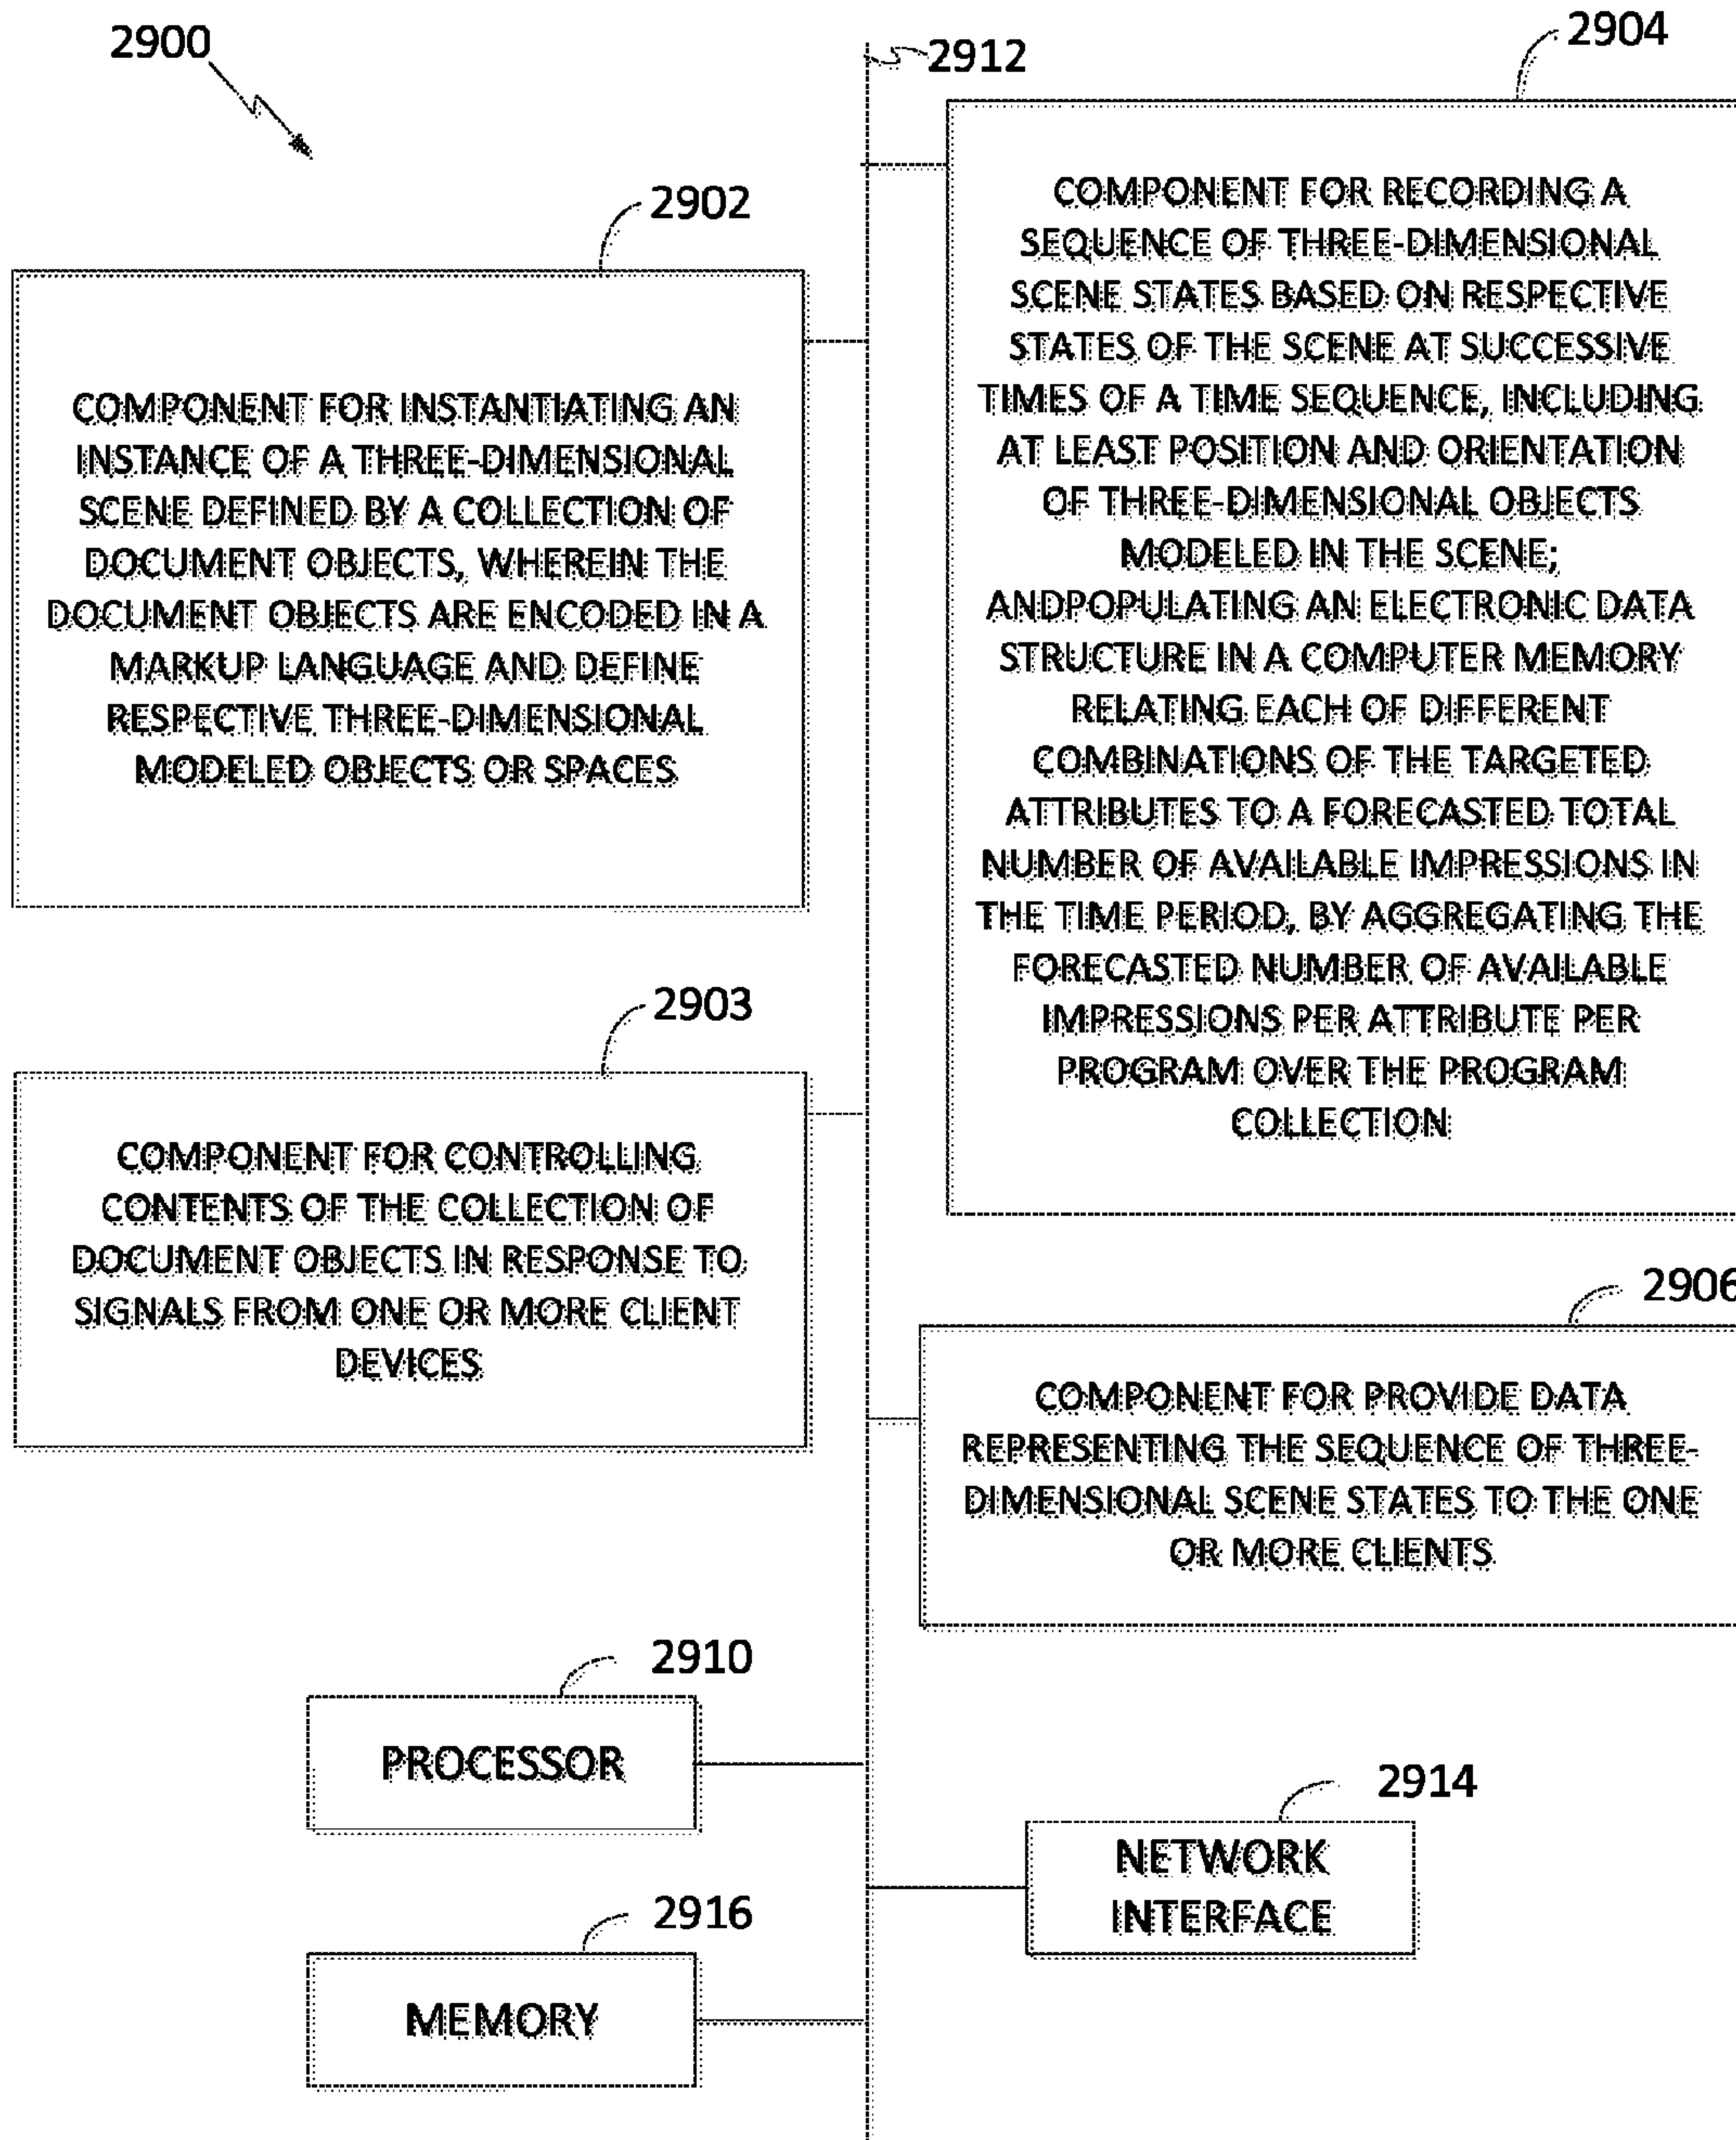 2900
2912
2904
2902
COMPONENT FOR INSTANTIATING AN
INSTANCE OF A THREE-DIMENSIONAL
SCENE DEFINED BY A COLLECTION OF
DOCUMENT OBJECTS, WHEREIN THE
DOCUMENT OBJECTS ARE ENCODED IN A
MARKUP LANGUAGE AND DEFINE
RESPECTIVE THREE-DIMENSIONAL
MODELED OBJECTS OR SPACES
COMPONENT FOR RECORDING A
SEQUENCE OF THREE-DIMENSIONAL
SCENE STATES BASED ON RESPECTIVE
STATES OF THE SCENE AT SUCCESSIVE
TIMES OF A TIME SEQUENCE, INCLUDING
AT LEAST POSITION AND ORIENTATION
OF THREE-DIMENSIONAL OBJECTS
MODELED IN THE SCENE;
ANDPOPULATING AN ELECTRONIC DATA
STRUCTURE IN A COMPUTER MEMORY
RELATING EACH OF DIFFERENT
COMBINATIONS OF THE TARGETED
ATTRIBUTES TO A FORECASTED TOTAL
NUMBER OF AVAILABLE IMPRESSIONS IN
THE TIME PERIOD, BY AGGREGATING THE
FORECASTED NUMBER OF AVAILABLE
IMPRESSIONS PER ATTRIBUTE PER
PROGRAM OVER THE PROGRAM
COLLECTION
2903
COMPONENT FOR CONTROLLING
CONTENTS OF THE COLLECTION OF
DOCUMENT OBJECTS IN RESPONSE TO
SIGNALS FROM ONE OR MORE CLIENT
DEVICES
2906
COMPONENT FOR PROVIDE DATA
REPRESENTING THE SEQUENCE OF THREE-
DIMENSIONAL SCENE STATES TO THE ONE
OR MORE CLIENTS
2910
PROCESSOR
2914
NETWORK
INTERFACE
2916
MEMORY